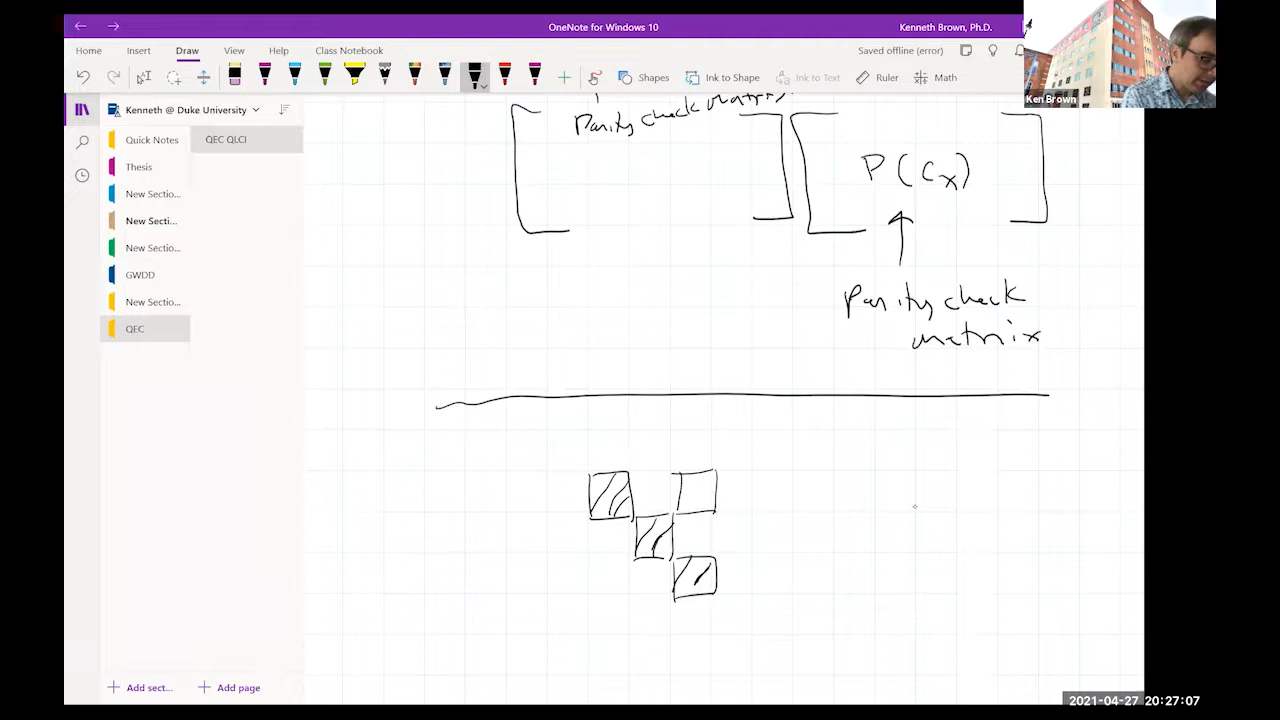 OneNote for Windows 10
Kenneth Brown, Ph.D.
Home Insert Draw View Help Class Notebook
Saved offline (error)
Shapes Ink to Shape Ink to Text Ruler Math
Ken Brown
Kenneth @ Duke University
Quick Notes
QEC QLCI
Thesis
New Sectio...
New Secti...
New Sectio...
GWDD
New Sectio...
QEC
Parity check matrix
P(Cx)
Parity check
matrix
Add sect...
Add page
2021-04-27 20:27:07